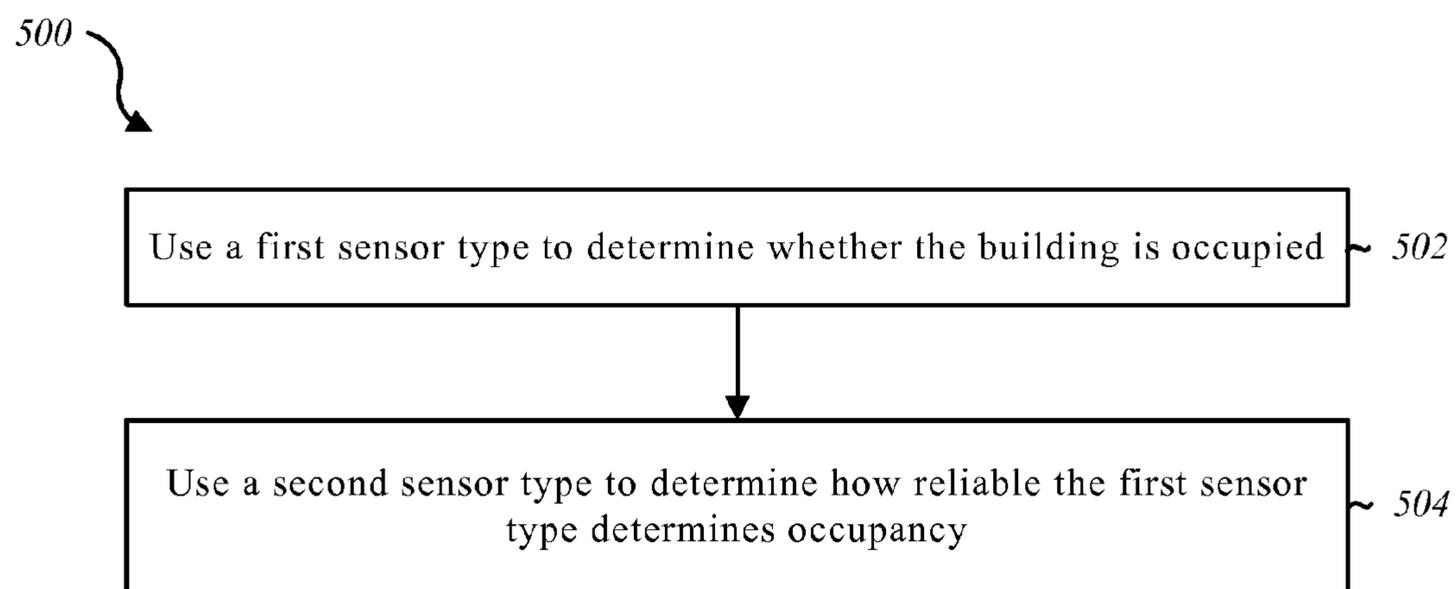 500
Use a first sensor type to determine whether the building is occupied
502
Use a second sensor type to determine how reliable the first sensor
type determines occupancy
504